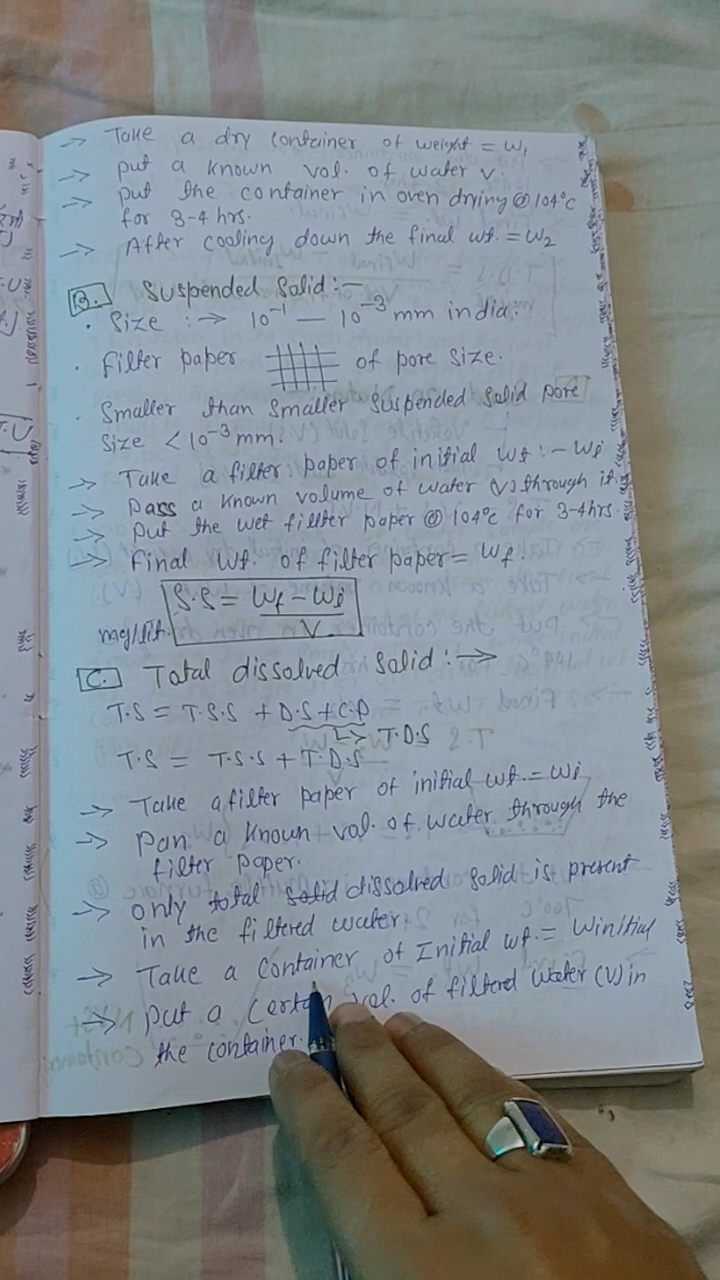 → Take a dry container of weight = W₁
→ put a known vol. of water v.
→ put the container in oven drying @ 104°c
for 3-4 hrs.
→ After cooling down the final wt. = W₂
B. Suspended Solid :-
· Size :→ 10⁻¹ — 10⁻³ mm in dia.
· Filter paper of pore size.
· Smaller than smaller suspended solid pore
size < 10⁻³ mm.
→ Take a filter paper of initial wt :- Wi
→ Pass a known volume of water (v) through it.
→ put the wet fillter paper @ 104°c for 3-4 hrs.
→ Final wt. of filter paper = Wf.
S.S = Wf - Wi / V
mg/lit.
C. Total dissolved solid :→
T.S = T.S.S + D.S + C.P
↳ T.D.S
T.S = T.S.S + T.D.S
→ Take a filter paper of initial wt. = Wi
→ Pan a known vol. of water through the
filter paper.
→ only total solid dissolved solid is present
in the filtered water.
→ Take a container of Initial wt. = Winitial
→ put a certain vol. of filtered water (v) in
the container.